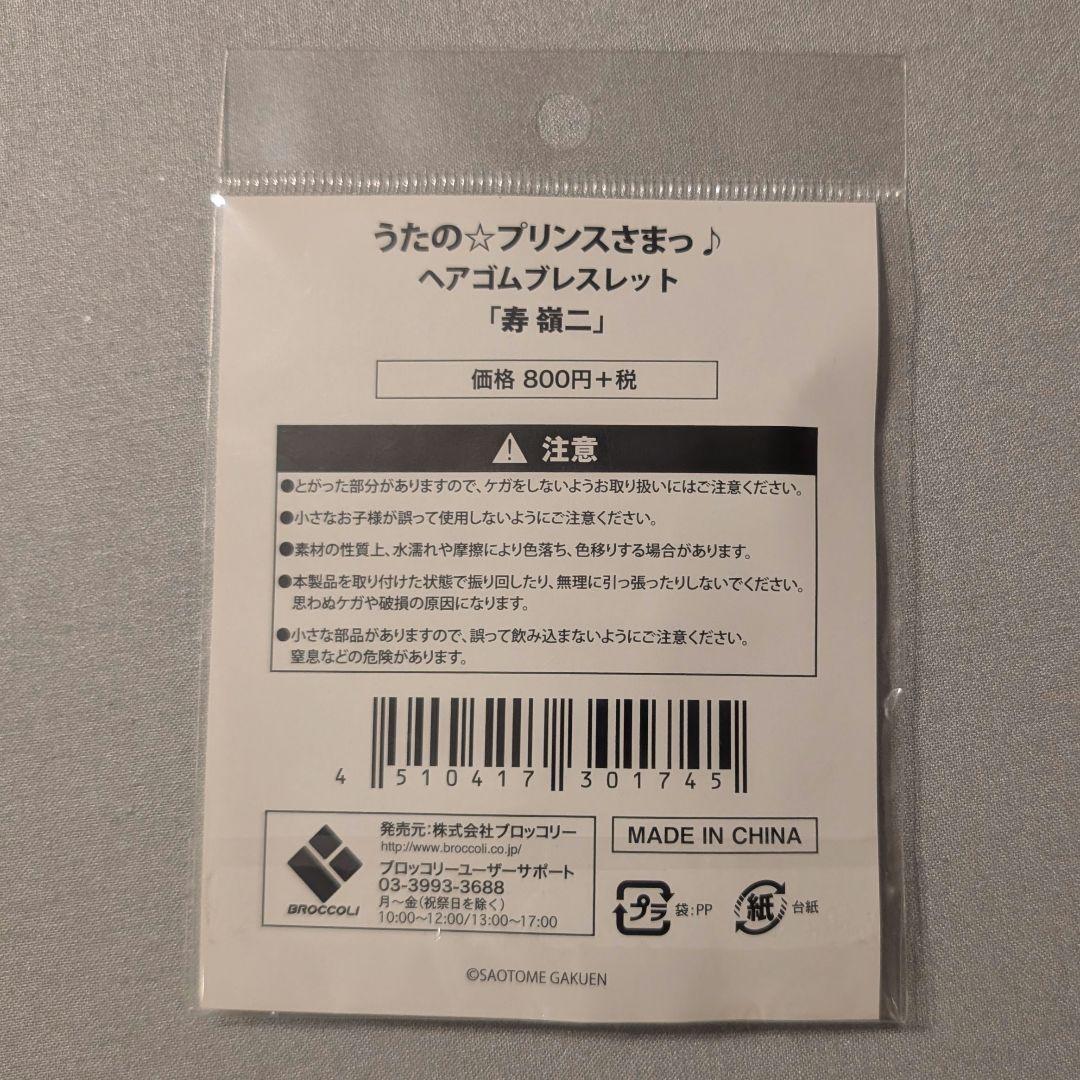 うたの☆プリンスさまっ♪
ヘアゴムブレスレット
「寿 嶺二」
価格 800円＋税
注意
●とがった部分がありますので、ケガをしないようお取り扱いにはご注意ください。
●小さなお子様が誤って使用しないようにご注意ください。
●素材の性質上、水濡れや摩擦により色落ち、色移りする場合があります。
●本製品を取り付けた状態で振り回したり、無理に引っ張ったりしないでください。
思わぬケガや破損の原因になります。
●小さな部品がありますので、誤って飲み込まないようにご注意ください。
窒息などの危険があります。
4 510417 301745
発売元：株式会社ブロッコリー
http://www.broccoli.co.jp/
ブロッコリーユーザーサポート
03-3993-3688
月～金（祝祭日を除く）
10:00～12:00/13:00～17:00
BROCCOLI
MADE IN CHINA
プラ 袋：PP
紙 台紙
©SAOTOME GAKUEN